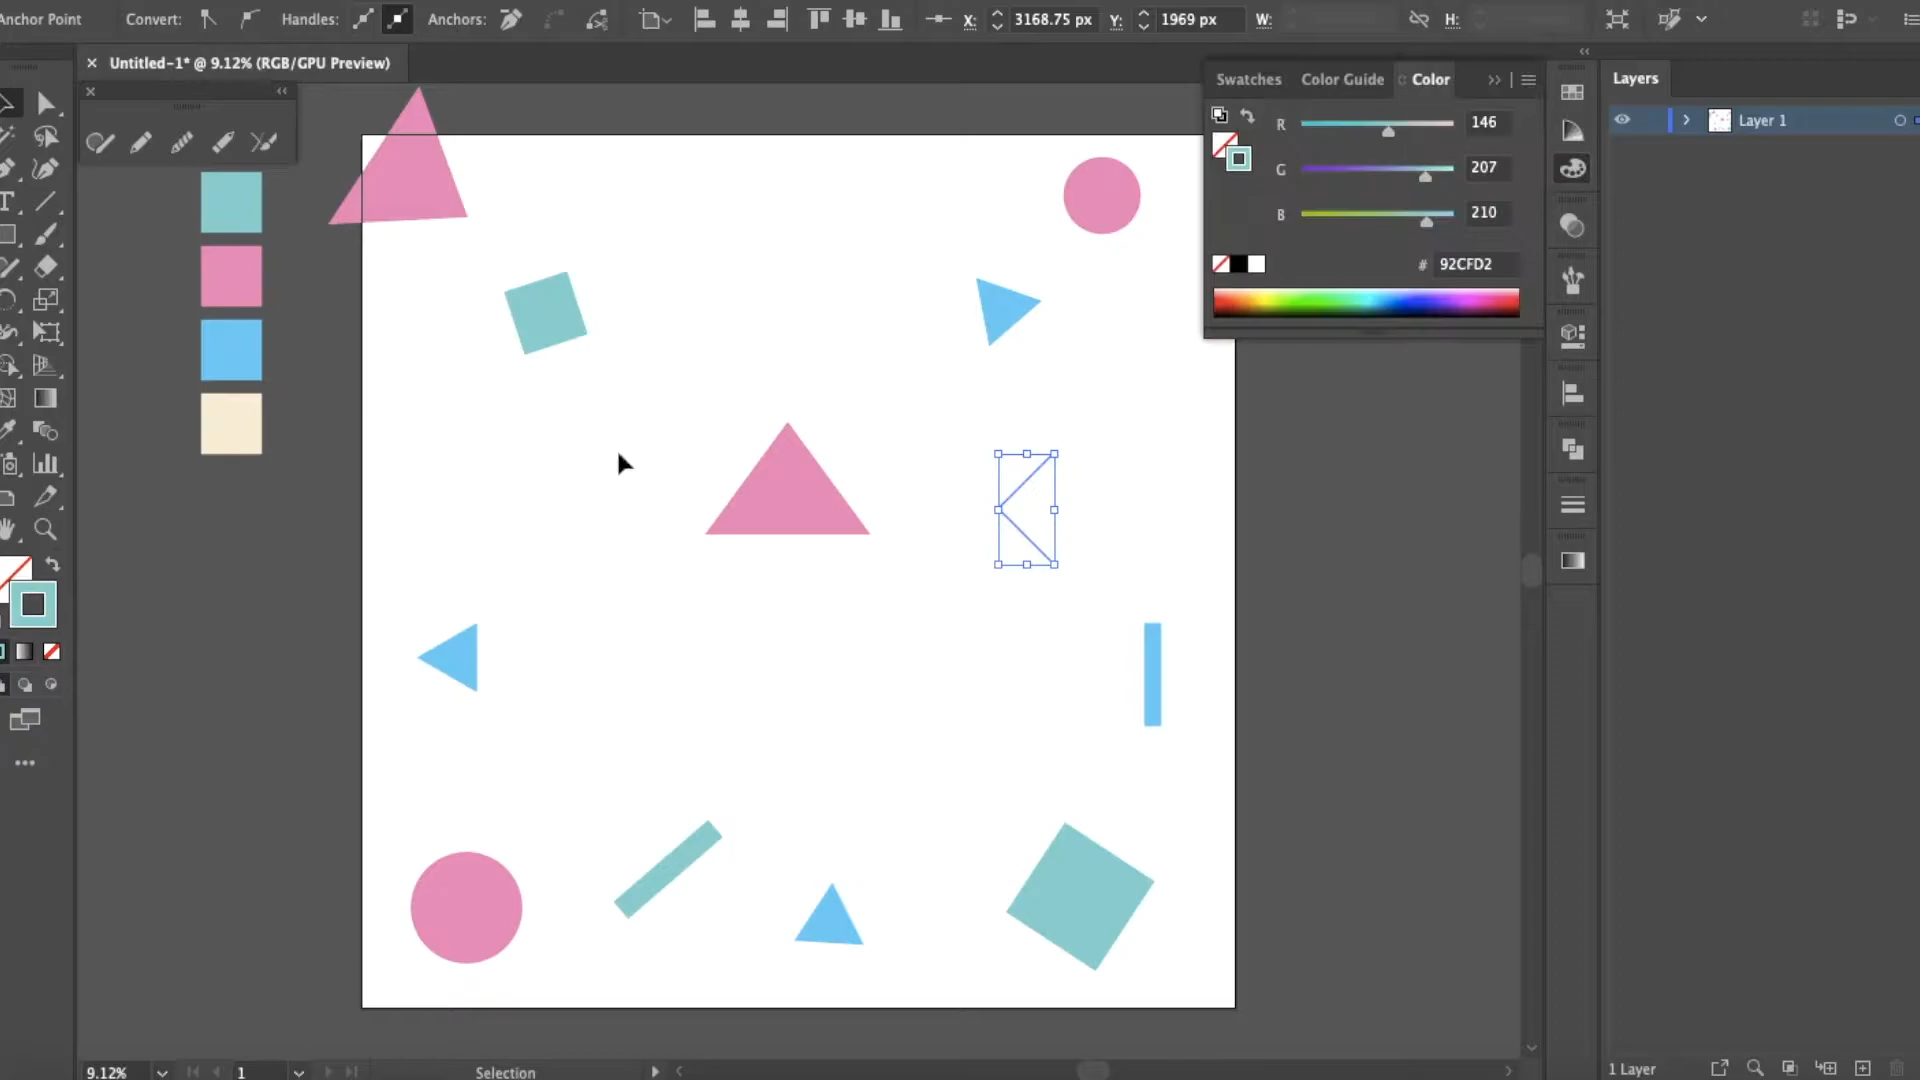 Anchor Point Convert: Handles: Anchors: X: 3168.75 px Y: 1969 px W: H:
Untitled-1* @ 9.12% (RGB/GPU Preview)
Swatches Color Guide Color
R 146
G 207
B 210
# 92CFD2
Layers
Layer 1
9.12% 1 Selection
1 Layer